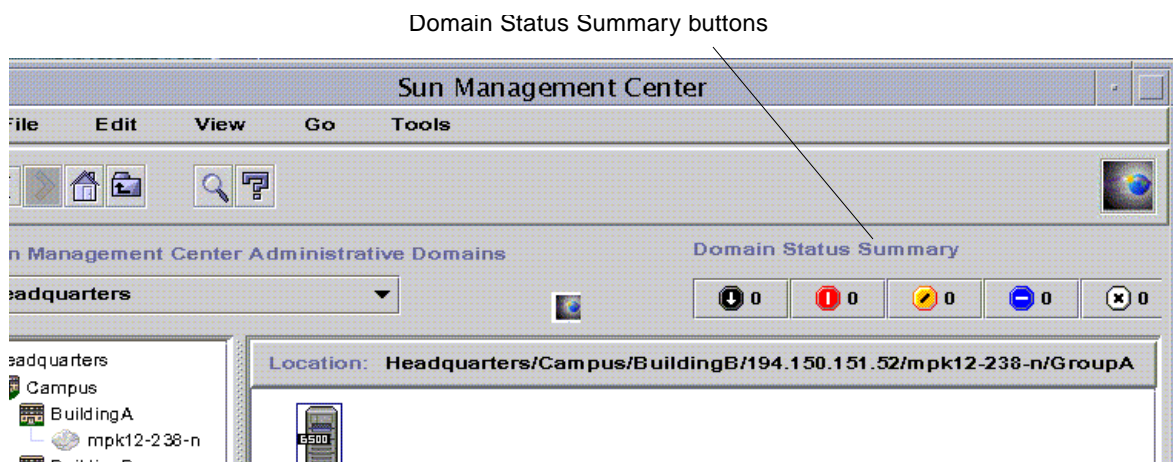 Domain Status Summary buttons
Sun Management Center
File Edit View Go Tools
n Management Center Administrative Domains
Domain Status Summary
eadquarters
0 0 0 0 0
eadquarters
Location: Headquarters/Campus/BuildingB/194.150.151.52/mpk12-238-n/GroupA
Campus
BuildingA
6500
mpk12-238-n